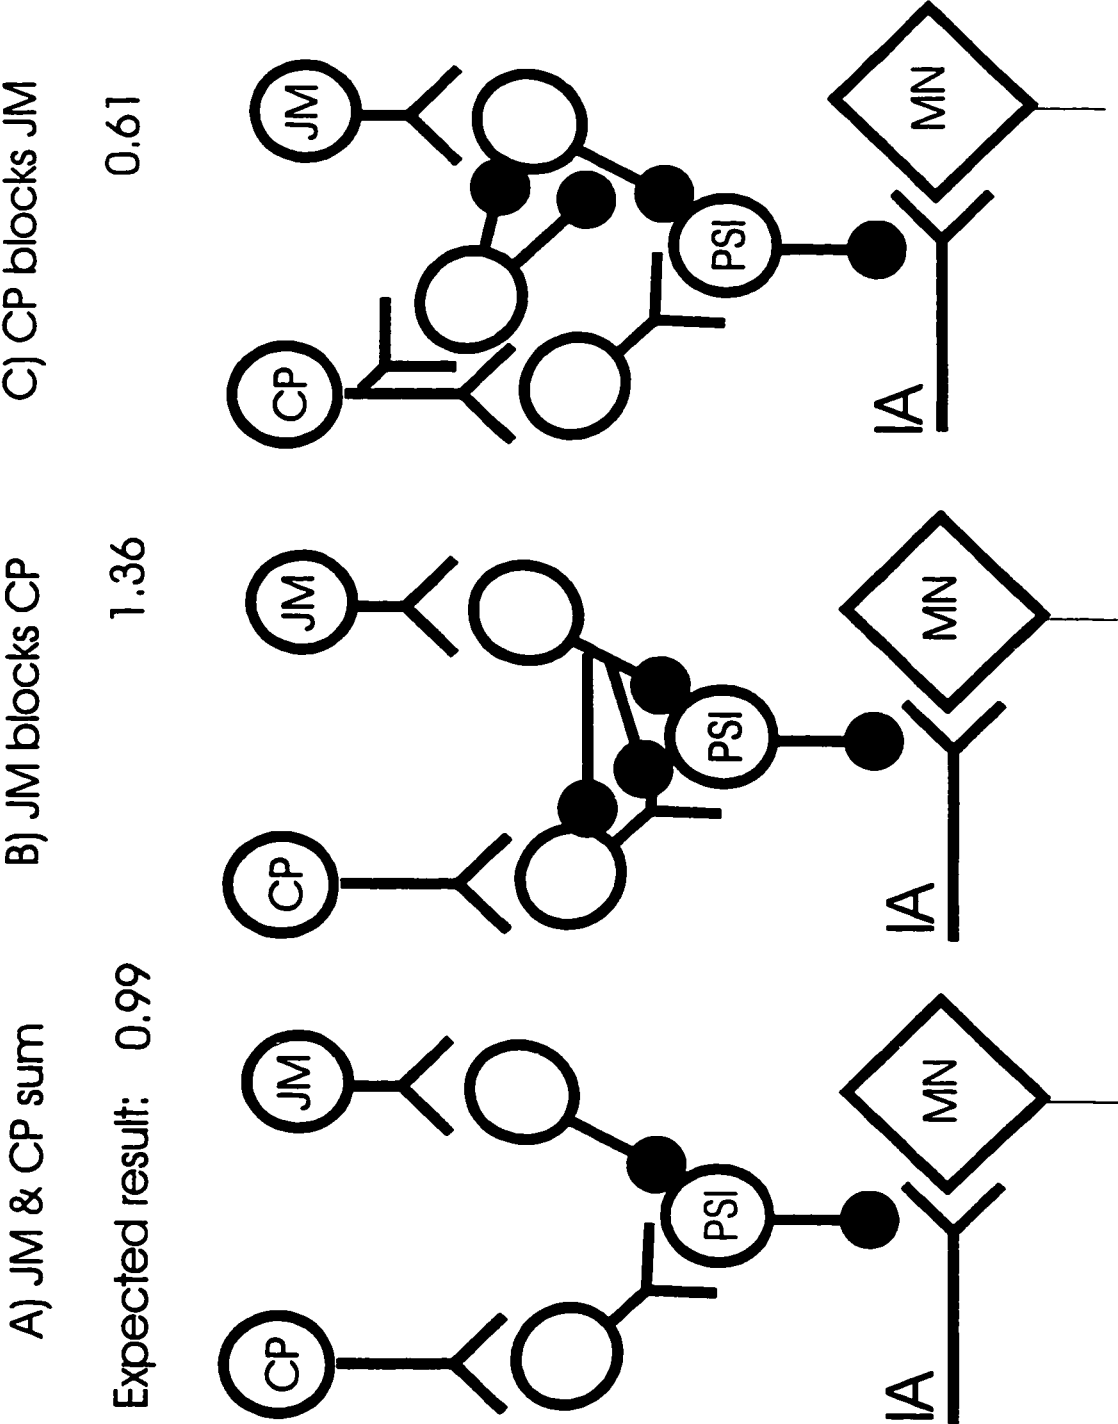 A) JM & CP sum
B) JM blocks CP
C) CP blocks JM
Expected result: 0.99
1.36
0.61
CP
JM
CP
JM
CP
JM
PSI
PSI
PSI
IA
MN
IA
MN
IA
MN